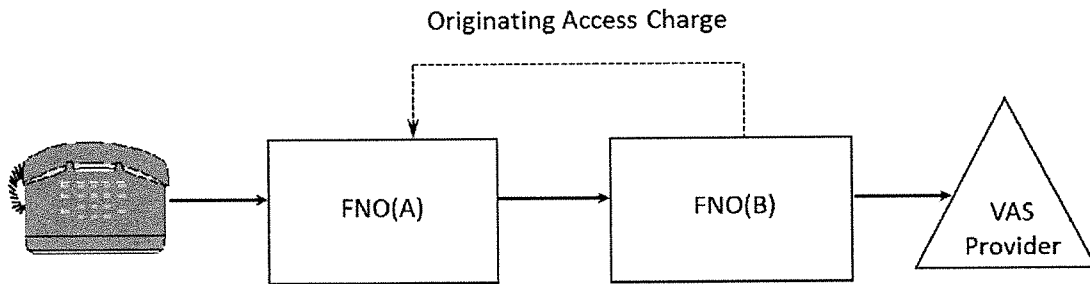 Originating Access Charge
FNO(A)
FNO(B)
VAS
Provider